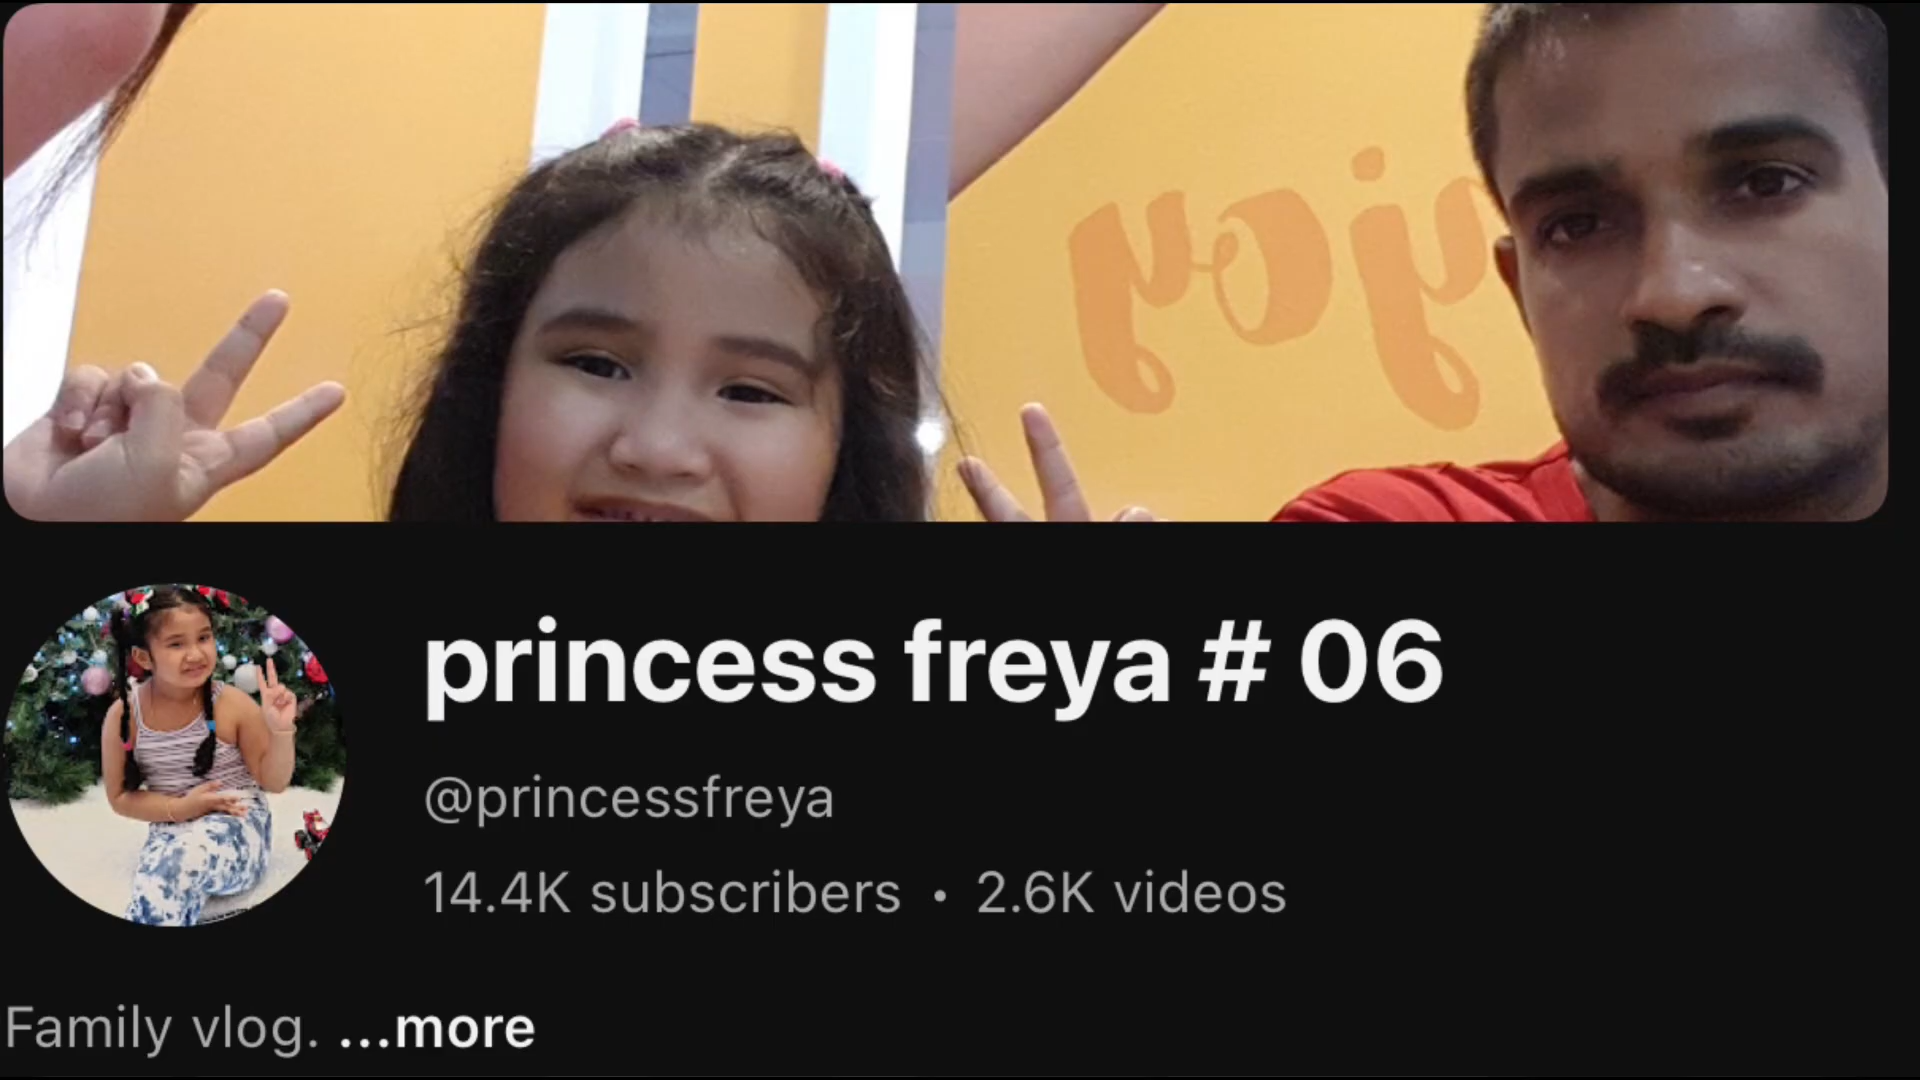 princess freya # 06
@princessfreya
14.4K subscribers • 2.6K videos
Family vlog. ...more